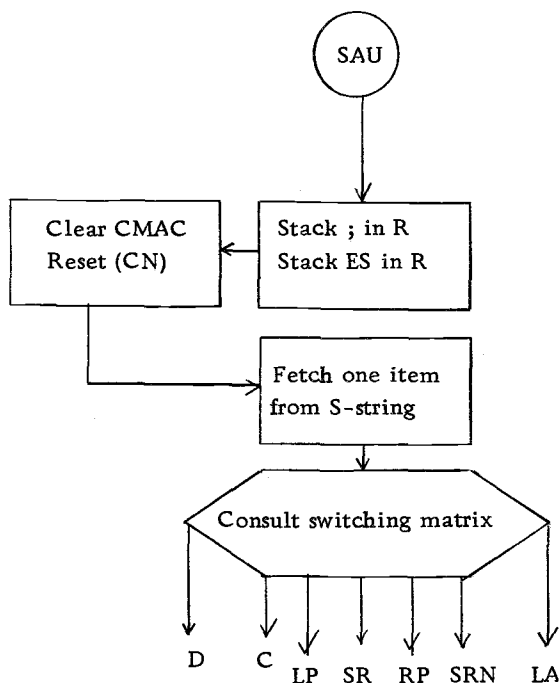 SAU
Stack ; in R
Stack ES in R
Clear CMAC
Reset (CN)
Fetch one item
from S-string
Consult switching matrix
D C LP SR RP SRN LA